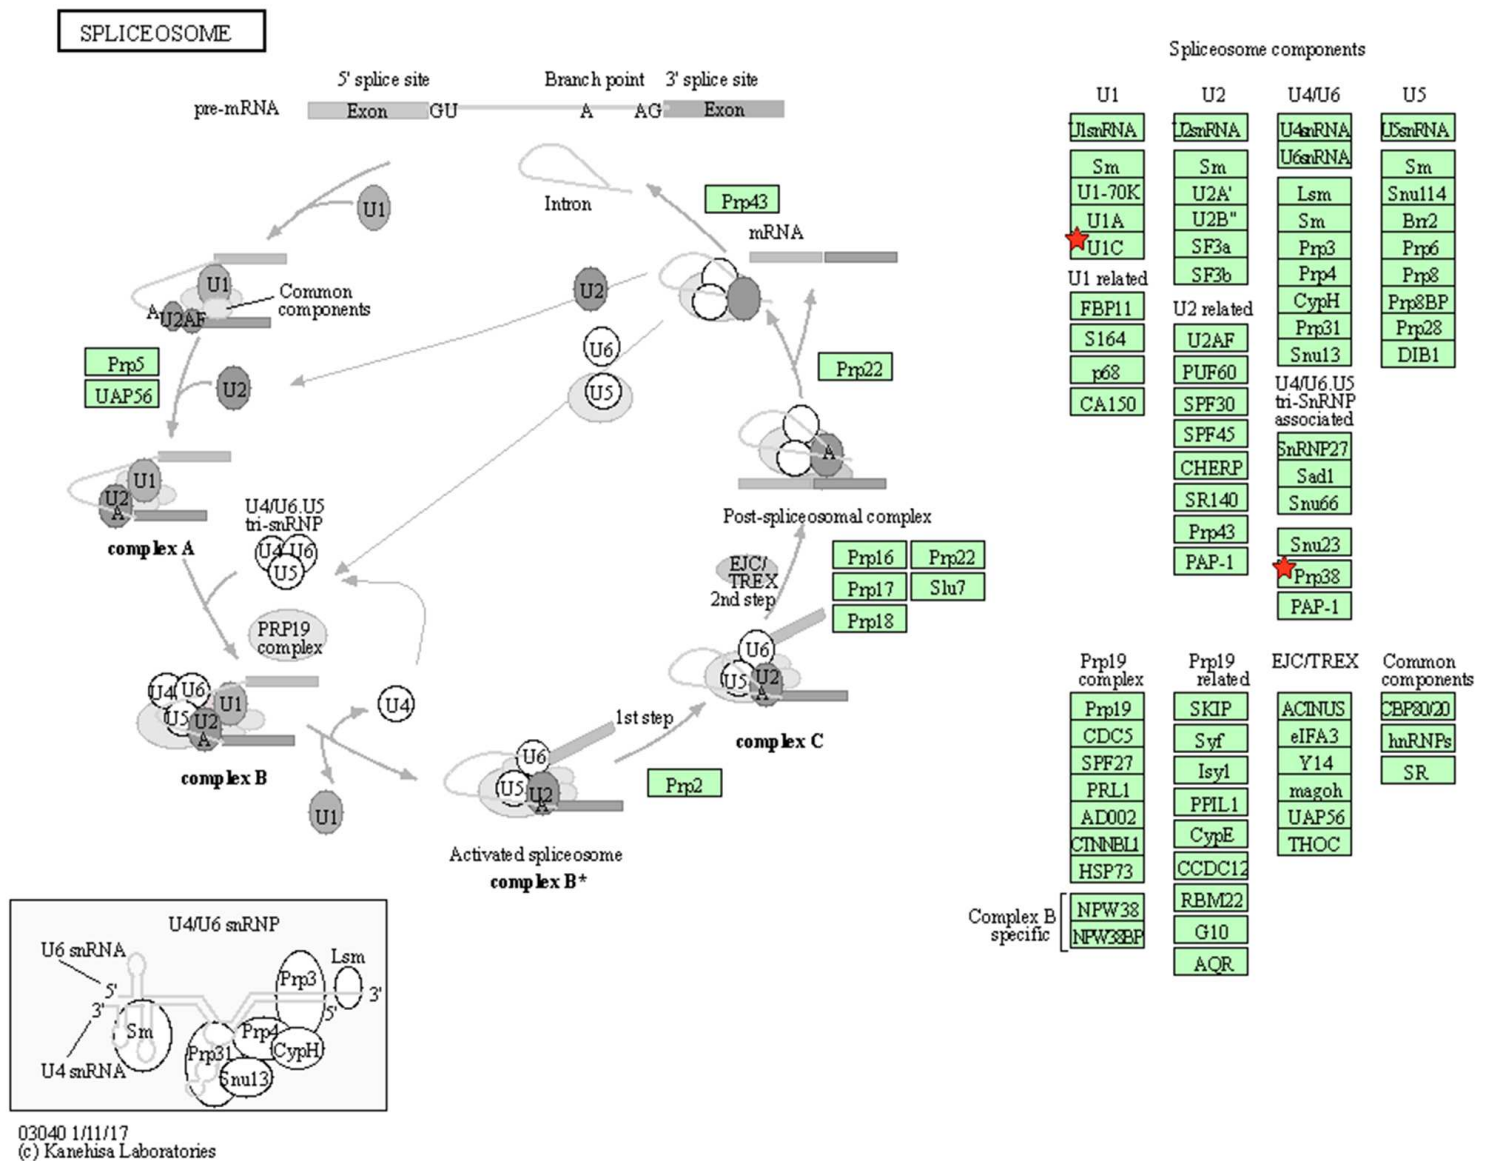 SPLICEOSOME
5' splice site
Branch point
3' splice site
pre-mRNA
Exon
GU
A
AG
Exon
U1
Intron
Prp43
mRNA
U1
Common
components
A
U2AF
U2
U6
U5
Prp5
UAP56
U2
Prp22
U1
U2
A
complex A
U4/U6.U5
tri-snRNP
U4
U6
U5
A
Post-spliceosomal complex
PRP19
complex
EJC/
TREX
2nd step
Prp16
Prp22
Prp17
Slu7
Prp18
U4
U6
U1
U5
U2
A
complex B
U4
U1
U6
U5
U2
A
complex C
1st step
U6
U5
U2
A
Prp2
Activated spliceosome
complex B*
U4/U6 snRNP
U6 snRNA
5'
3'
Sm
U4 snRNA
Prp3
Lsm
3'
5'
Prp4
Prp31
CypH
Snu13
03040 1/11/17
(c) Kanehisa Laboratories
Spliceosome components
U1
U1snRNA
Sm
U1-70K
U1A
U1C
U1 related
FBP11
S164
p68
CA150
U2
U2snRNA
Sm
U2A'
U2B"
SF3a
SF3b
U2 related
U2AF
PUF60
SPF30
SPF45
CHERP
SR140
Prp43
PAP-1
U4/U6
U4snRNA
U6snRNA
Lsm
Sm
Prp3
Prp4
CypH
Prp31
Snu13
U4/U6.U5
tri-SnRNP
associated
SnRNP27
Sad1
Snu66
Snu23
Prp38
PAP-1
U5
U5snRNA
Sm
Snu114
Brr2
Prp6
Prp8
Prp8BP
Prp28
DIB1
Prp19
complex
Prp19
CDC5
SPF27
PRL1
AD002
CTNNBL1
HSP73
Complex B
specific
NPW38
NPW38BP
Prp19
related
SKIP
Syf
Isy1
PPIL1
CypE
CCDC12
RBM22
G10
AQR
EJC/TREX
ACINUS
eIFA3
Y14
magoh
UAP56
THOC
Common
components
CBP80/20
hnRNPs
SR